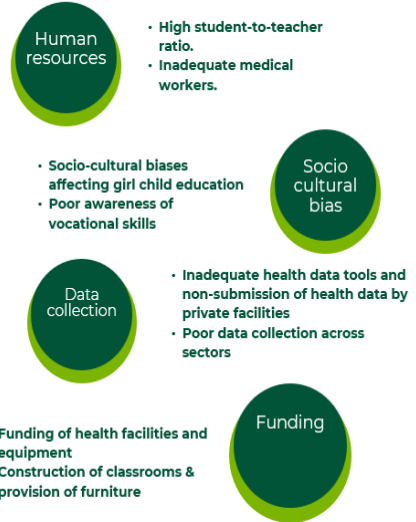 Human
resources
• High student-to-teacher
ratio.
• Inadequate medical
workers.
• Socio-cultural biases
affecting girl child education
• Poor awareness of
vocational skills
Socio
cultural
bias
Data
collection
• Inadequate health data tools and
non-submission of health data by
private facilities
• Poor data collection across
sectors
Funding
Funding of health facilities and
equipment
Construction of classrooms &
provision of furniture